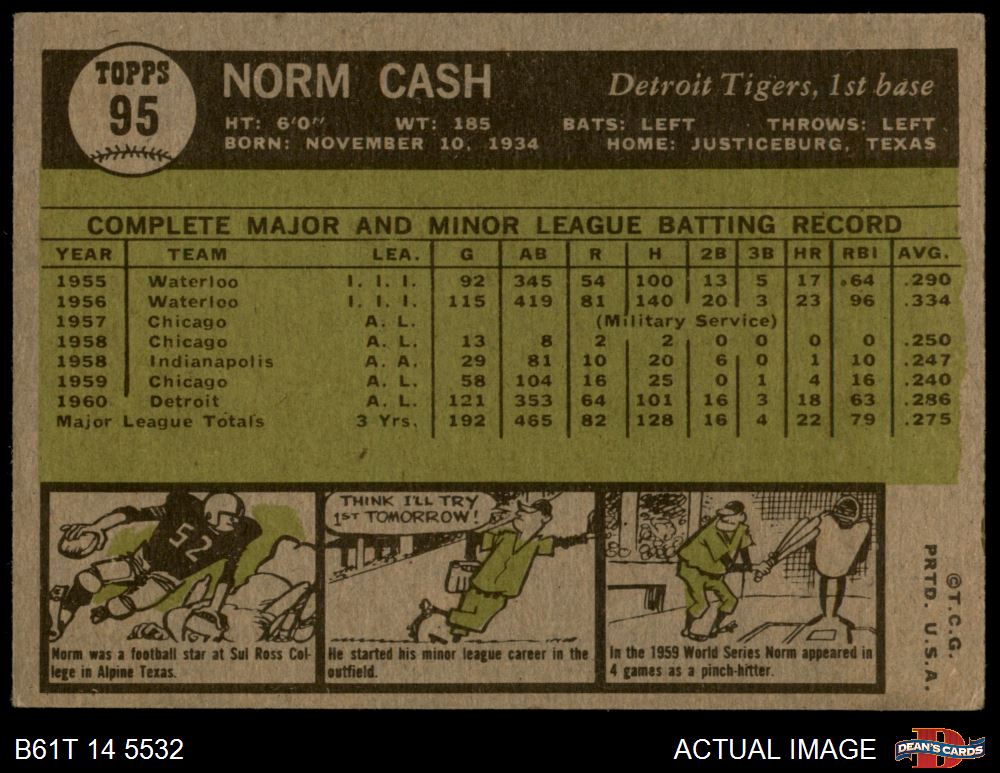 TOPPS
95
NORM CASH
Detroit Tigers, 1st base
HT: 6'0" WT: 185 BATS: LEFT THROWS: LEFT
BORN: NOVEMBER 10, 1934 HOME: JUSTICEBURG, TEXAS
COMPLETE MAJOR AND MINOR LEAGUE BATTING RECORD
YEAR TEAM LEA. G AB R H 2B 3B HR RBI AVG.
1955 Waterloo I. I. I. 92 345 54 100 13 5 17 64 .290
1956 Waterloo I. I. I. 115 419 81 140 20 3 23 96 .334
1957 Chicago A. L. (Military Service)
1958 Chicago A. L. 13 8 2 2 0 0 0 0 .250
1958 Indianapolis A. A. 29 81 10 20 6 0 1 10 .247
1959 Chicago A. L. 58 104 16 25 0 1 4 16 .240
1960 Detroit A. L. 121 353 64 101 16 3 18 63 .286
Major League Totals 3 Yrs. 192 465 82 128 16 4 22 79 .275
52
Norm was a football star at Sul Ross Col-
lege in Alpine Texas.
THINK I'LL TRY
1ST TOMORROW!
He started his minor league career in the
outfield.
In the 1959 World Series Norm appeared in
4 games as a pinch-hitter.
©T.C.G.
PRTD. U.S.A.
B61T 14 5532
ACTUAL IMAGE
D
DEAN'S CARDS